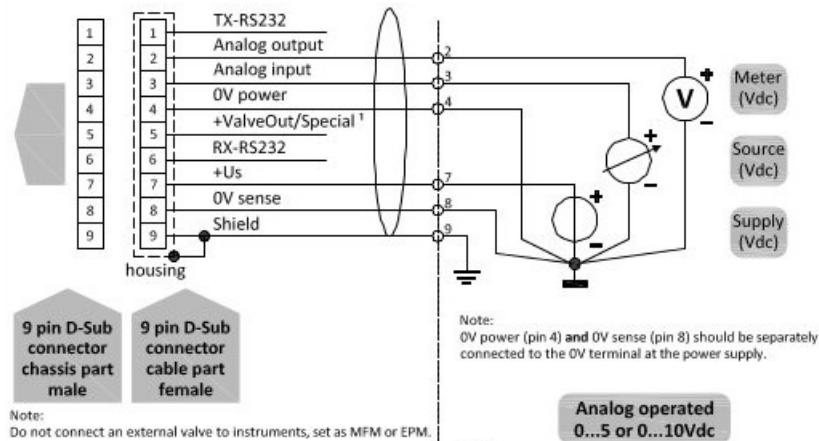 TX-RS232
1 1
Analog output
2 2 2
Analog input
3 3 3
0V power
4 4 4
+ValveOut/Special ¹
5 5
RX-RS232
6 6
+Us
7 7 7
0V sense
8 8 8
Shield
9 9 9
housing
+
V
−
Meter
(Vdc)
+
−
Source
(Vdc)
+
−
Supply
(Vdc)
9 pin D-Sub
connector
chassis part
male
9 pin D-Sub
connector
cable part
female
Note:
0V power (pin 4) and 0V sense (pin 8) should be separately
connected to the 0V terminal at the power supply.
Note:
Do not connect an external valve to instruments, set as MFM or EPM.
Analog operated
0...5 or 0...10Vdc